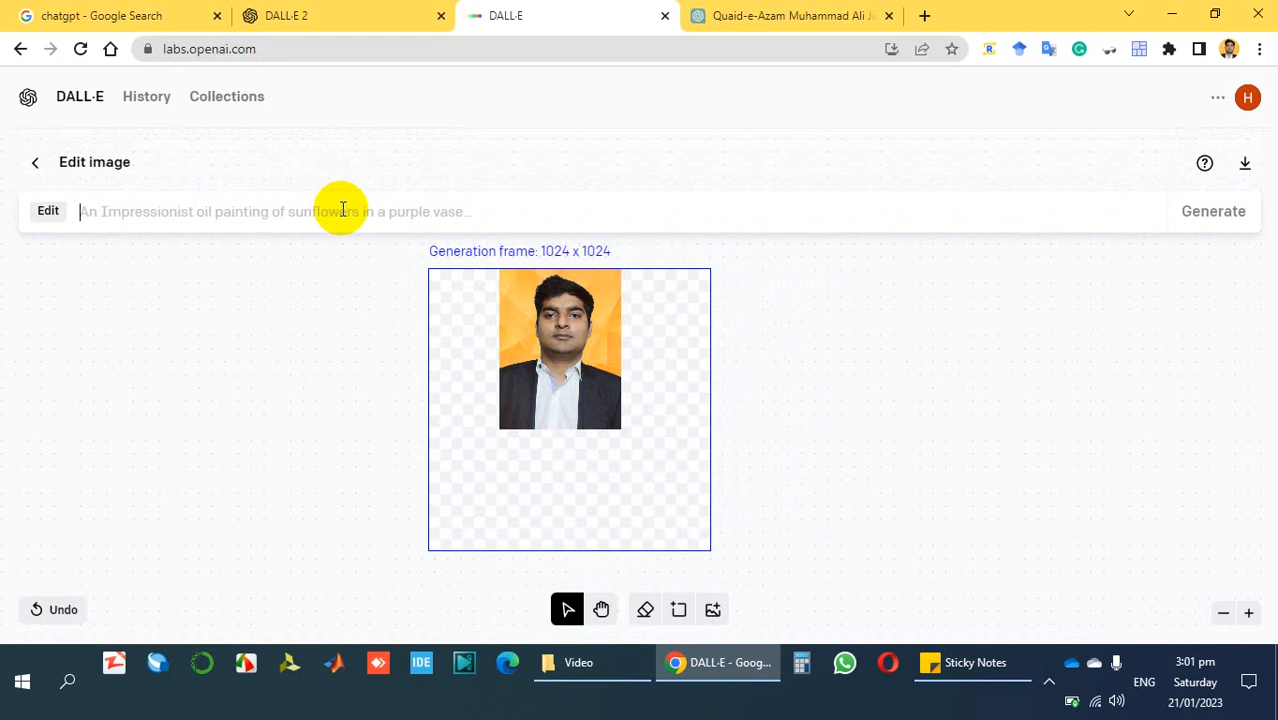 chatgpt - Google Search
DALL·E 2
DALL·E
Quaid-e-Azam Muhammad Ali Ji
labs.openai.com
DALL·E
History
Collections
H
Edit image
Edit
An Impressionist oil painting of sunflowers in a purple vase...
Generate
Generation frame: 1024 x 1024
Undo
IDE
Video
DALL·E - Goog...
Sticky Notes
ENG
3:01 pm
Saturday
21/01/2023